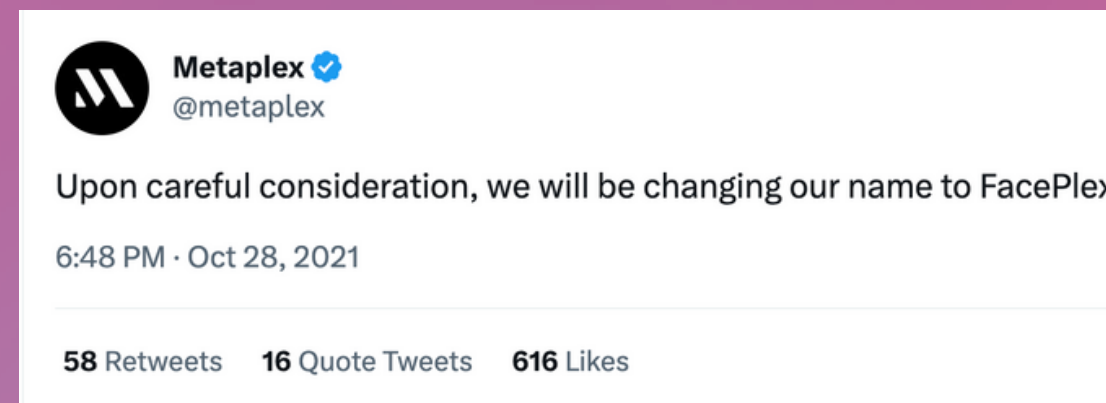 Metaplex
@metaplex
Upon careful consideration, we will be changing our name to FacePlex
6:48 PM · Oct 28, 2021
58 Retweets 16 Quote Tweets 616 Likes